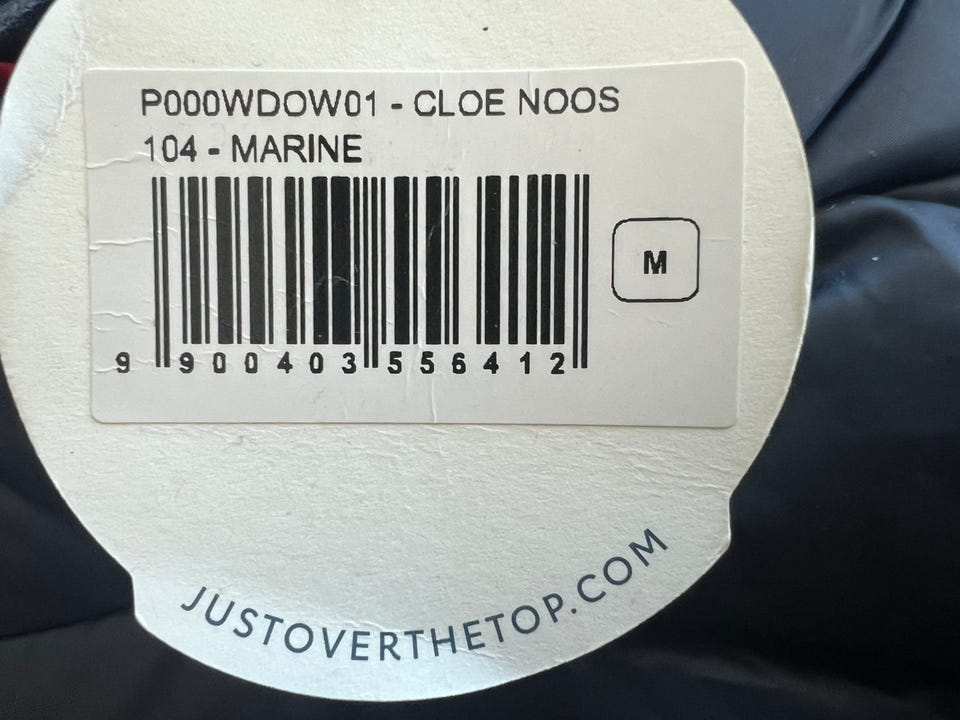 P000WDOW01 - CLOE NOOS
104 - MARINE
M
9 900403 556412
JUSTOVERTHETOP.COM